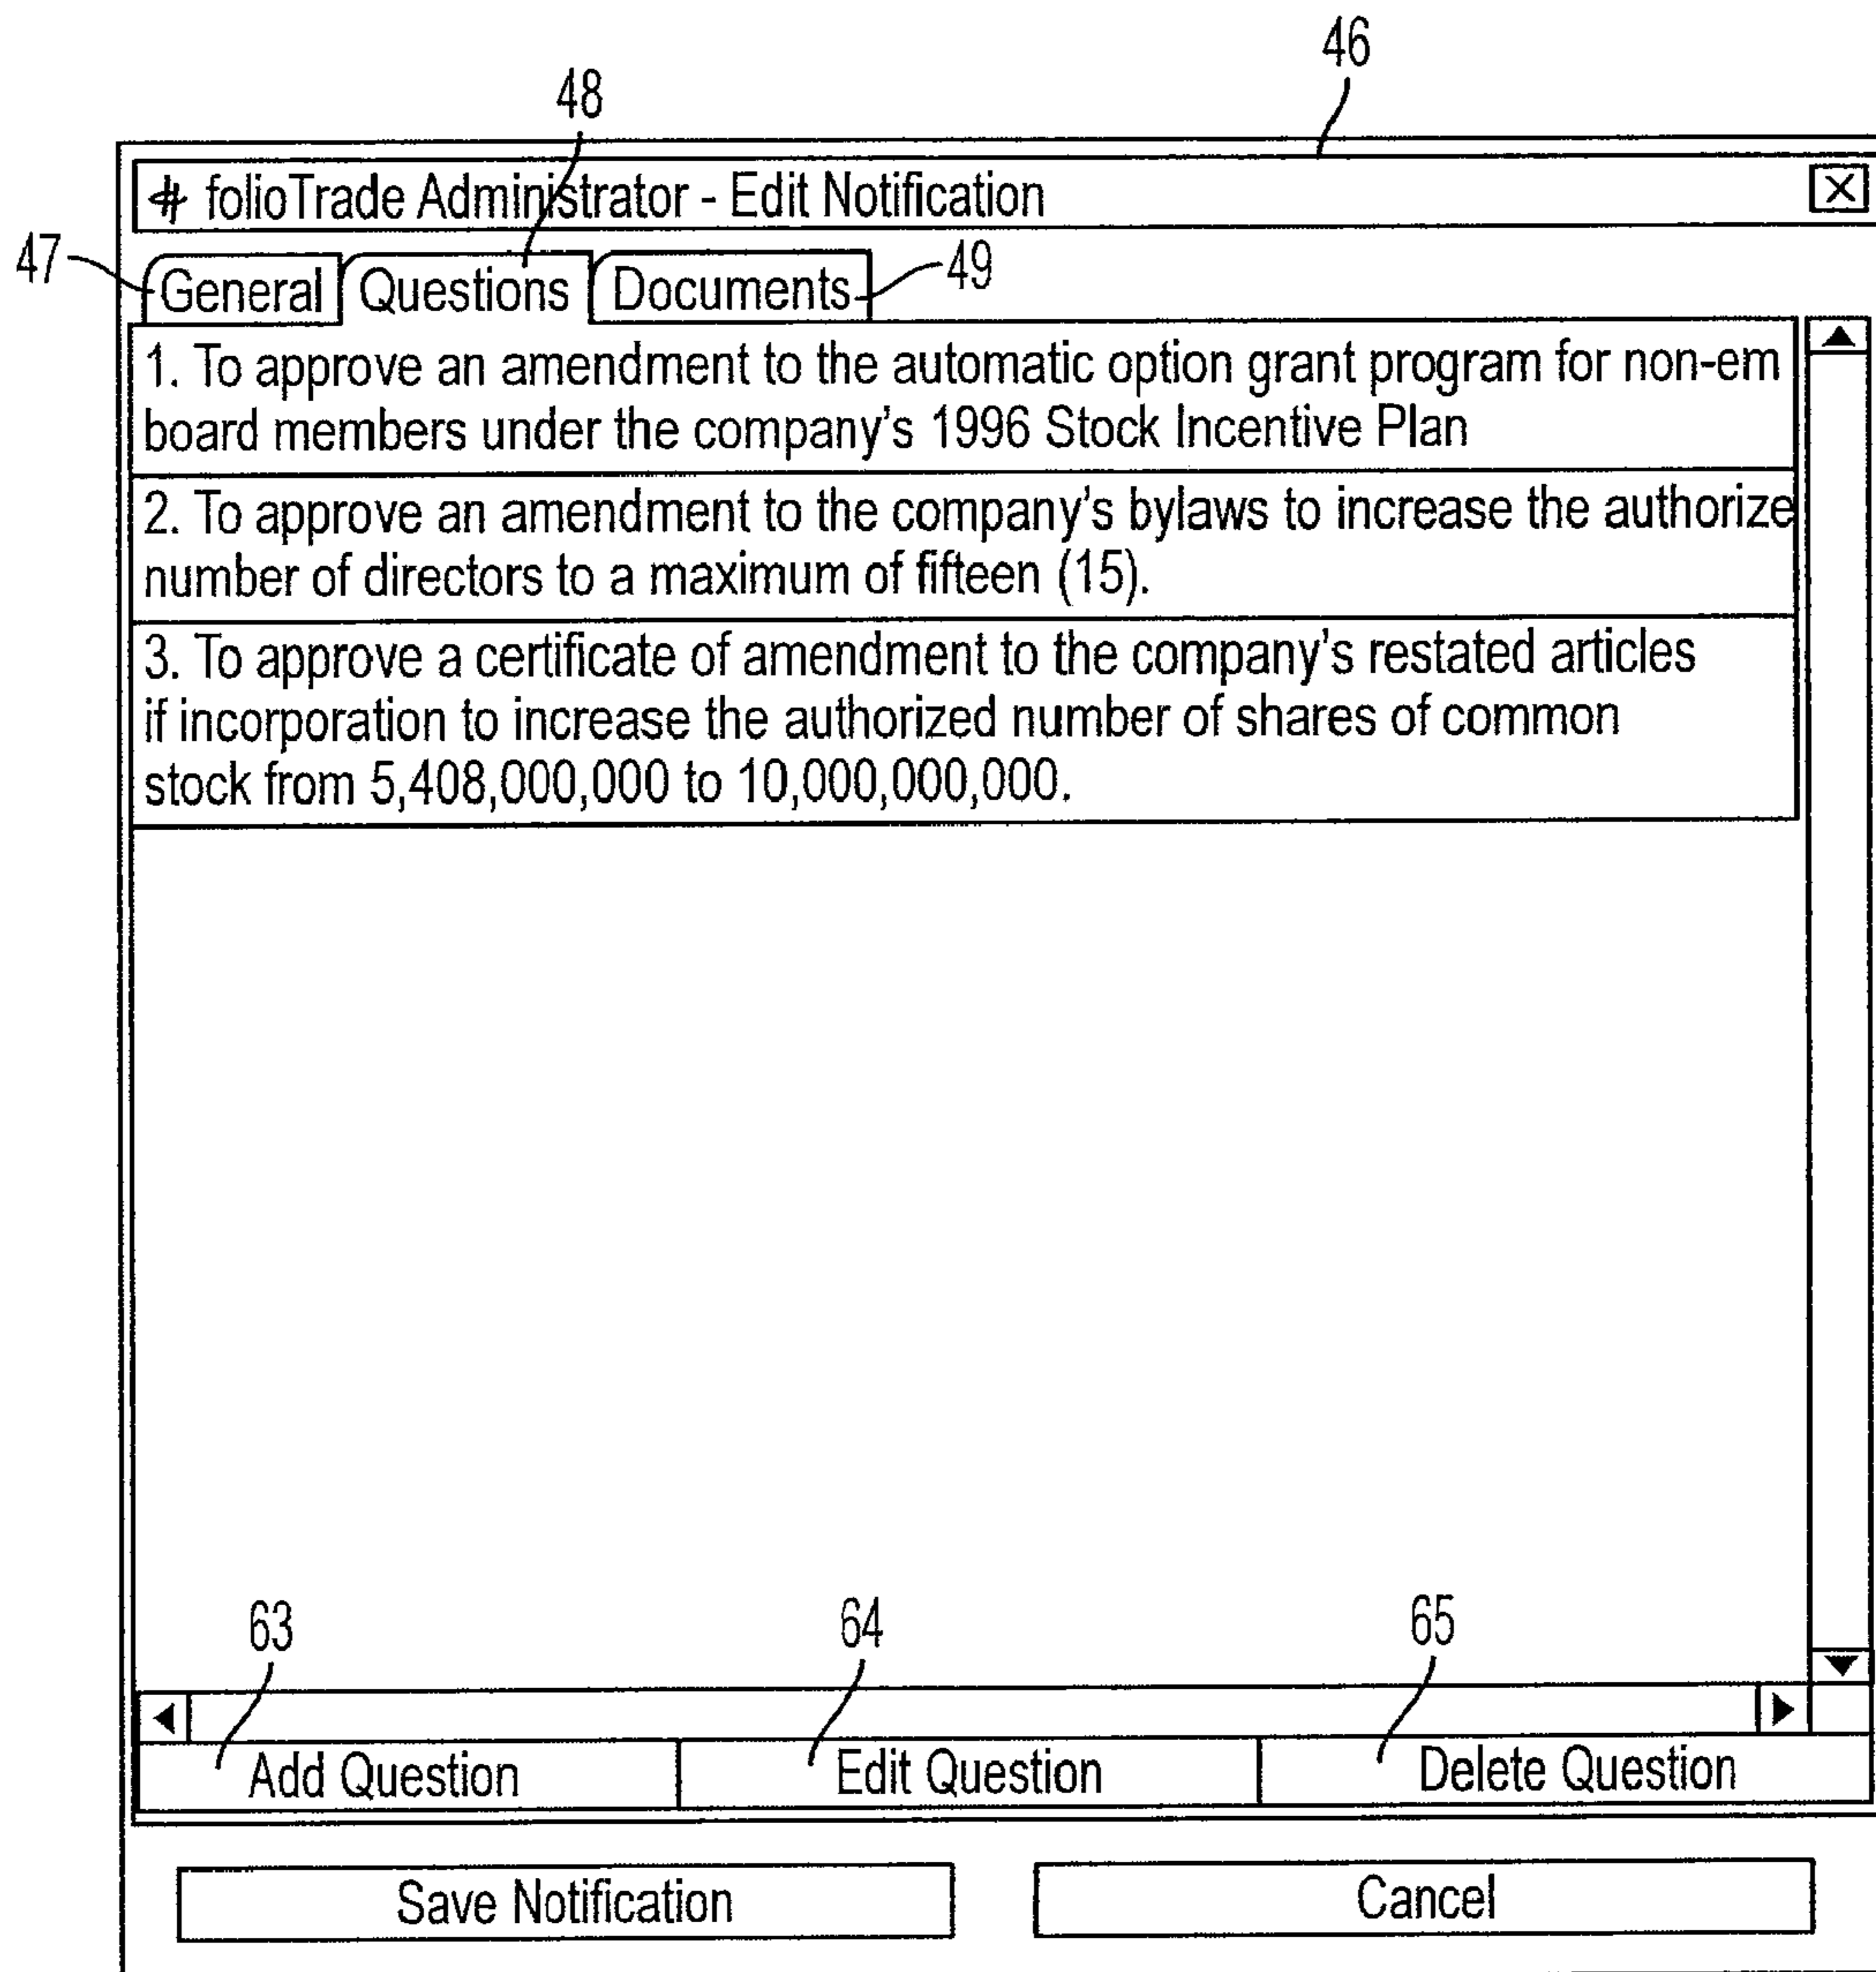 46
48
# folioTrade Administrator - Edit Notification X
47 General Questions Documents 49
1. To approve an amendment to the automatic option grant program for non-em
board members under the company's 1996 Stock Incentive Plan
2. To approve an amendment to the company's bylaws to increase the authorize
number of directors to a maximum of fifteen (15).
3. To approve a certificate of amendment to the company's restated articles
if incorporation to increase the authorized number of shares of common
stock from 5,408,000,000 to 10,000,000,000.
63 64 65
Add Question Edit Question Delete Question
Save Notification Cancel